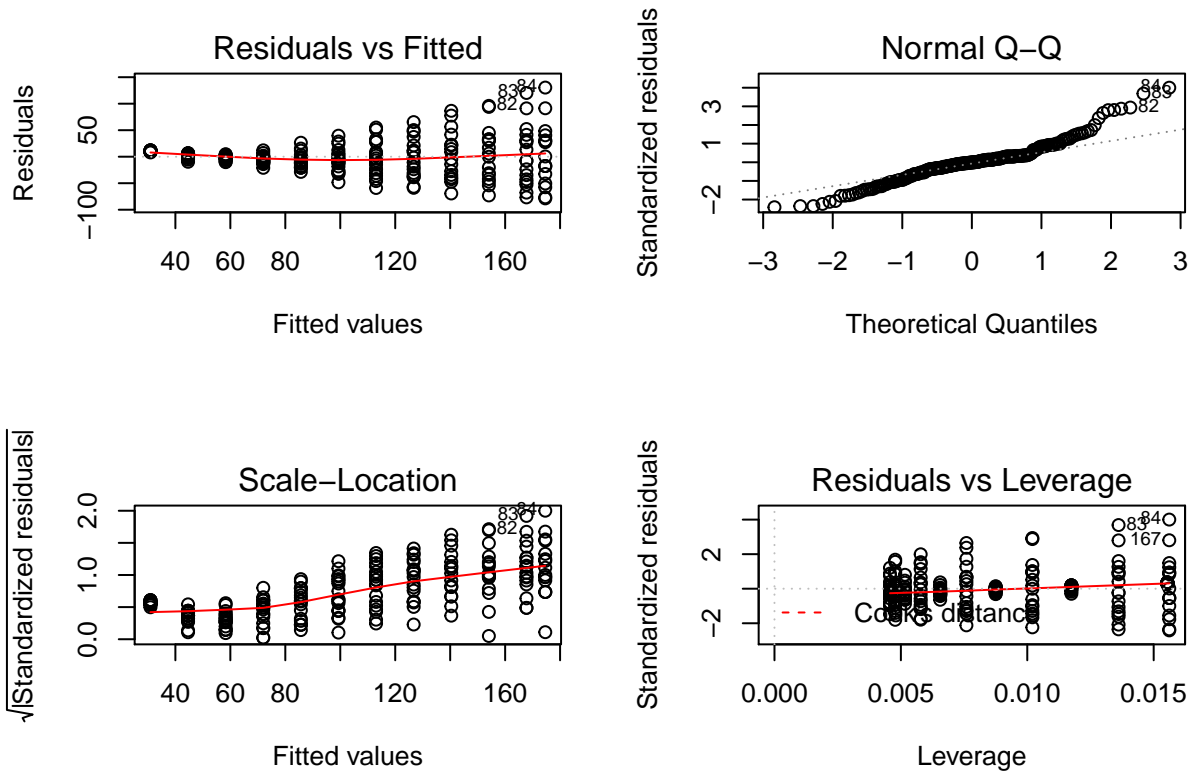 Residuals vs Fitted
Residuals
50
−100
84
83
82
40 60 80 120 160
Fitted values
Normal Q−Q
Standardized residuals
3
1
−2
84
83
82
−3 −2 −1 0 1 2 3
Theoretical Quantiles
Scale−Location
√|Standardized residuals|
2.0
1.0
0.0
84
83
82
40 60 80 120 160
Fitted values
Residuals vs Leverage
Standardized residuals
2
−2
84
83
167
Cook's distance
0.000 0.005 0.010 0.015
Leverage